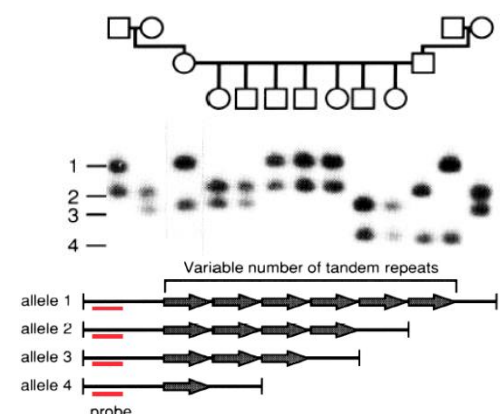 1
2
3
4
Variable number of tandem repeats
allele 1
allele 2
allele 3
allele 4
probe